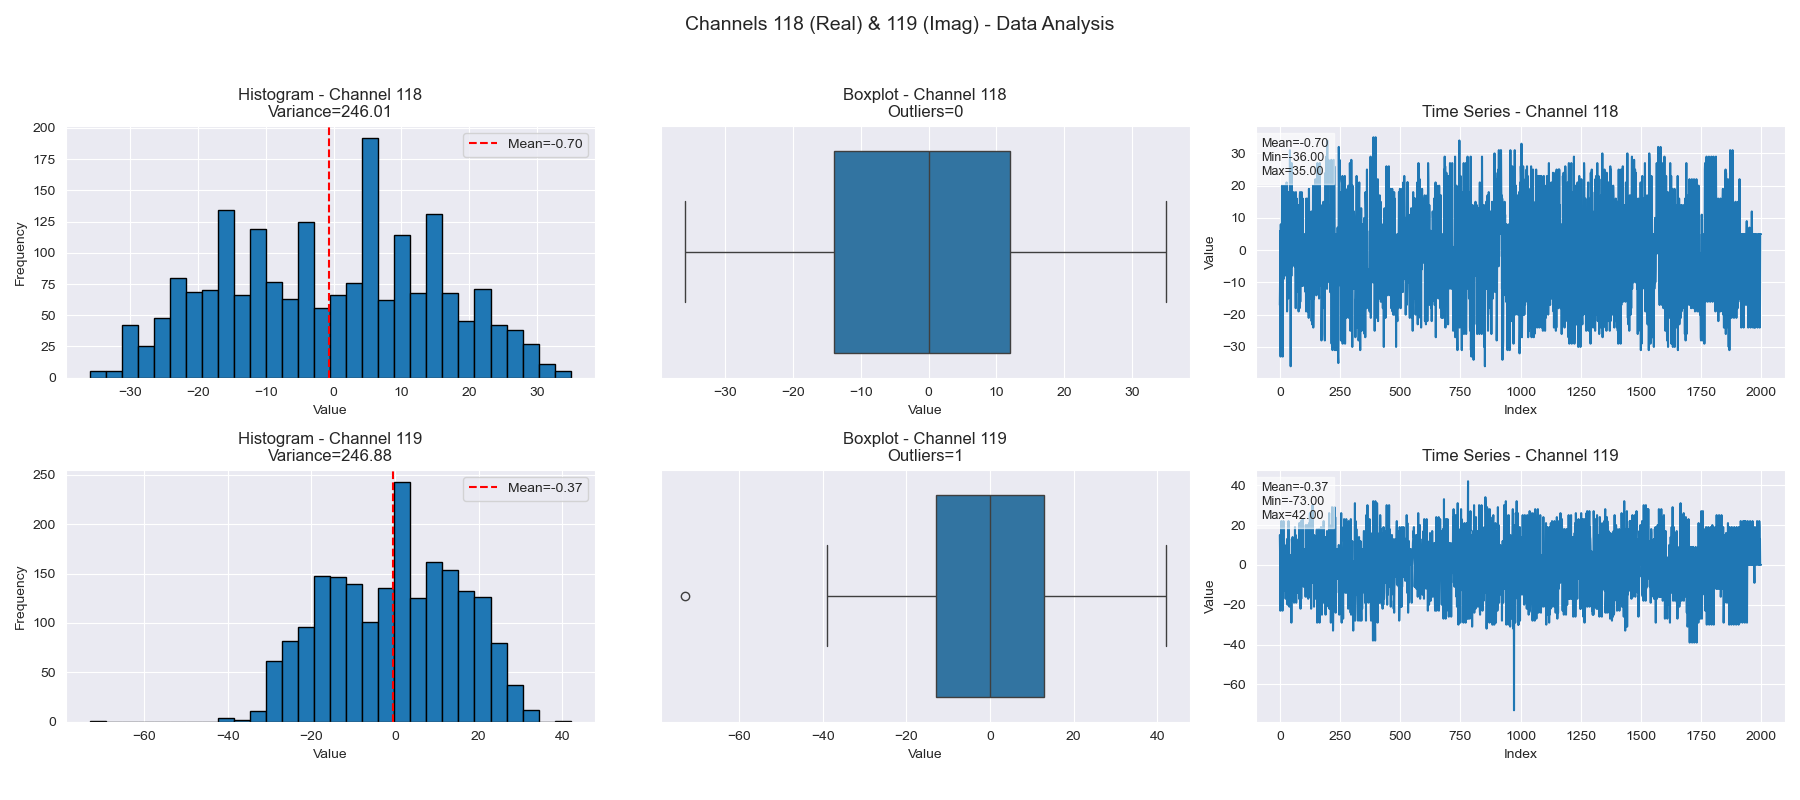 Channels 118 (Real) & 119 (Imag) - Data Analysis
Histogram - Channel 118
Variance=246.01
Mean=-0.70
Frequency
200
175
150
125
100
75
50
25
0
−30 −20 −10 0 10 20 30
Value
Boxplot - Channel 118
Outliers=0
−30 −20 −10 0 10 20 30
Value
Time Series - Channel 118
Mean=-0.70
Min=-36.00
Max=35.00
Value
30
20
10
0
−10
−20
−30
0 250 500 750 1000 1250 1500 1750 2000
Index
Histogram - Channel 119
Variance=246.88
Mean=-0.37
Frequency
250
200
150
100
50
0
−60 −40 −20 0 20 40
Value
Boxplot - Channel 119
Outliers=1
−60 −40 −20 0 20 40
Value
Time Series - Channel 119
Mean=-0.37
Min=-73.00
Max=42.00
Value
40
20
0
−20
−40
−60
0 250 500 750 1000 1250 1500 1750 2000
Index